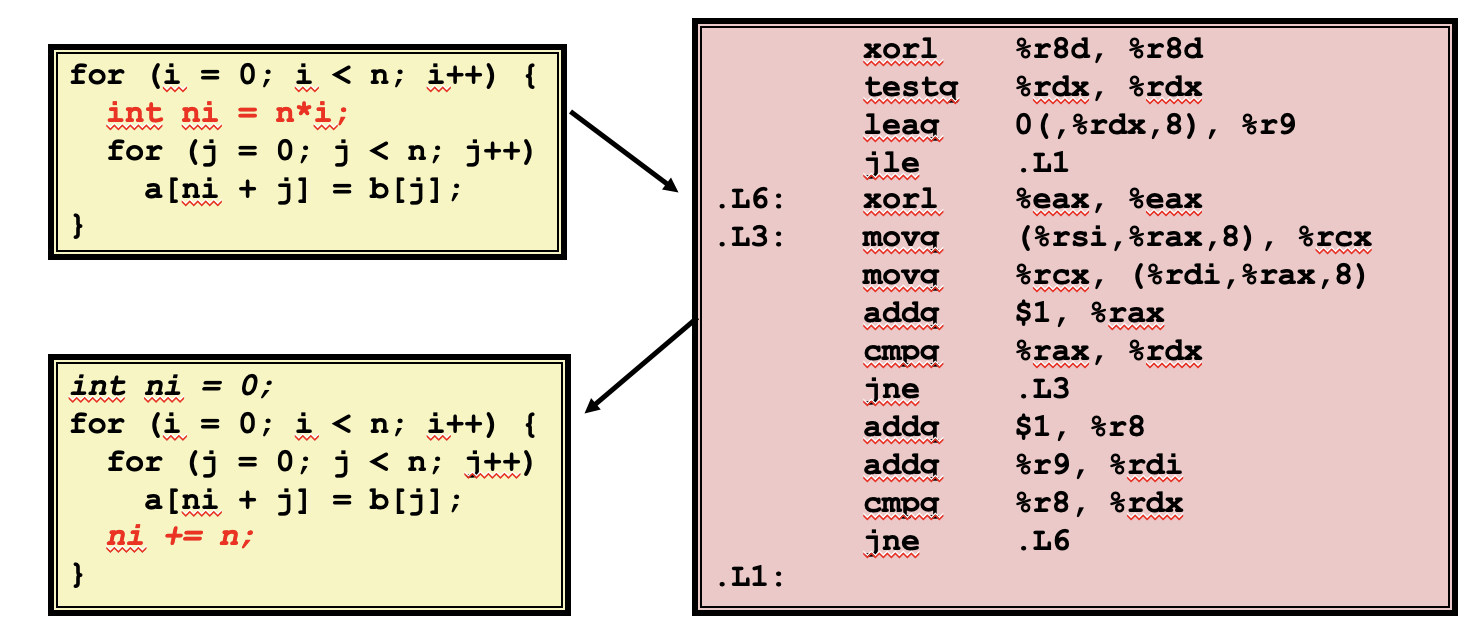 for (i = 0; i < n; i++) {
  int ni = n*i;
  for (j = 0; j < n; j++)
    a[ni + j] = b[j];
}
int ni = 0;
for (i = 0; i < n; i++) {
  for (j = 0; j < n; j++)
    a[ni + j] = b[j];
  ni += n;
}
        xorl    %r8d, %r8d
        testq   %rdx, %rdx
        leaq    0(,%rdx,8), %r9
        jle     .L1
.L6:    xorl    %eax, %eax
.L3:    movq    (%rsi,%rax,8), %rcx
        movq    %rcx, (%rdi,%rax,8)
        addq    $1, %rax
        cmpq    %rax, %rdx
        jne     .L3
        addq    $1, %r8
        addq    %r9, %rdi
        cmpq    %r8, %rdx
        jne     .L6
.L1: